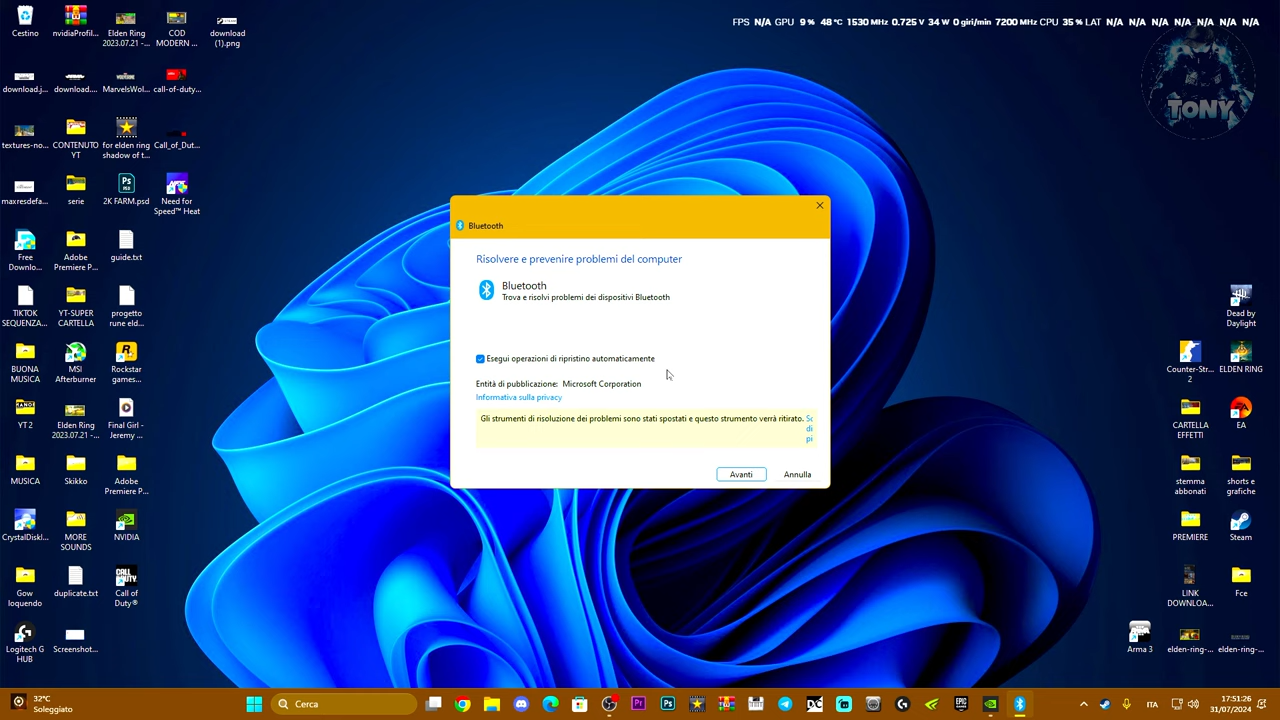 FPS N/A GPU 9 % 48 °C 1530 MHz 0.725 V 34 W 0 giri/min 7200 MHz CPU 35 % LAT N/A N/A N/A N/A N/A N/A N/A
TONY
Cestino
nvidiaProfil...
Elden Ring
2023.07.21 -...
COD
MODERN ...
download
(1).png
download.j...
download....
MarvelsWol...
call-of-duty...
textures-no...
CONTENUTO
YT
for elden ring
shadow of t...
Call_of_Dut...
maxresdefa...
serie
2K FARM.psd
Need for
Speed™ Heat
Free
Downlo...
Adobe
Premiere P...
guide.txt
TIKTOK
SEQUENZA...
YT-SUPER
CARTELLA
progetto
rune eld...
BUONA
MUSICA
MSI
Afterburner
Rockstar
games...
YT 2
Elden Ring
2023.07.21 -...
Final Girl -
Jeremy ...
MUSICA
Skikko
Adobe
Premiere P...
CrystalDiskI...
MORE
SOUNDS
NVIDIA
Gow
loquendo
duplicate.txt
CALL
DUTY
Call of
Duty®
Logitech G
HUB
Screenshot...
Bluetooth
Risolvere e prevenire problemi del computer
Bluetooth
Trova e risolvi problemi dei dispositivi Bluetooth
Esegui operazioni di ripristino automaticamente
Entità di pubblicazione: Microsoft Corporation
Informativa sulla privacy
Gli strumenti di risoluzione dei problemi sono stati spostati e questo strumento verrà ritirato.
di
pi
Avanti
Annulla
Dead by
Daylight
Counter-Str...
2
ELDEN RING
CARTELLA
EFFETTI
EA
stemma
abbonati
shorts e
grafiche
PREMIERE
Steam
LINK
DOWNLOA...
Fce
Arma 3
elden-ring-...
elden-ring-...
32°C
Soleggiato
Cerca
ITA
17:51:26
31/07/2024